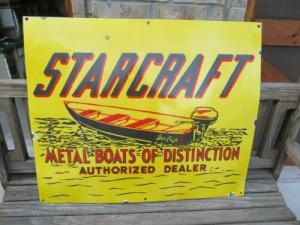 STARCRAFT
METAL BOATS OF DISTINCTION
AUTHORIZED DEALER